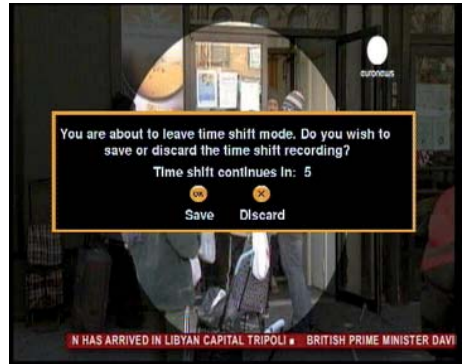 euronews
You are about to leave time shift mode. Do you wish to
save or discard the time shift recording?
Time shift continues in: 5
OK
X
Save Discard
N HAS ARRIVED IN LIBYAN CAPITAL TRIPOLI ■ BRITISH PRIME MINISTER DAVI